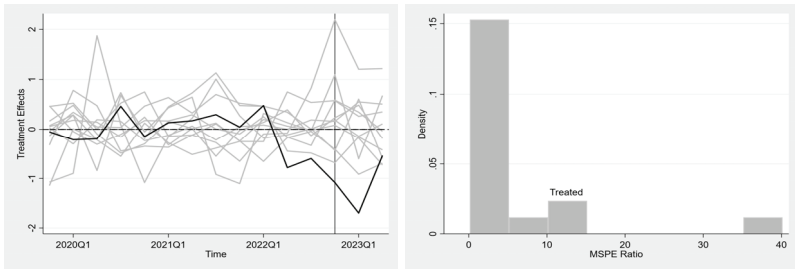 Treatment Effects
2
1
0
-1
-2
2020Q1
2021Q1
2022Q1
2023Q1
Time
Density
.15
.1
.05
0
Treated
0
10
20
30
40
MSPE Ratio